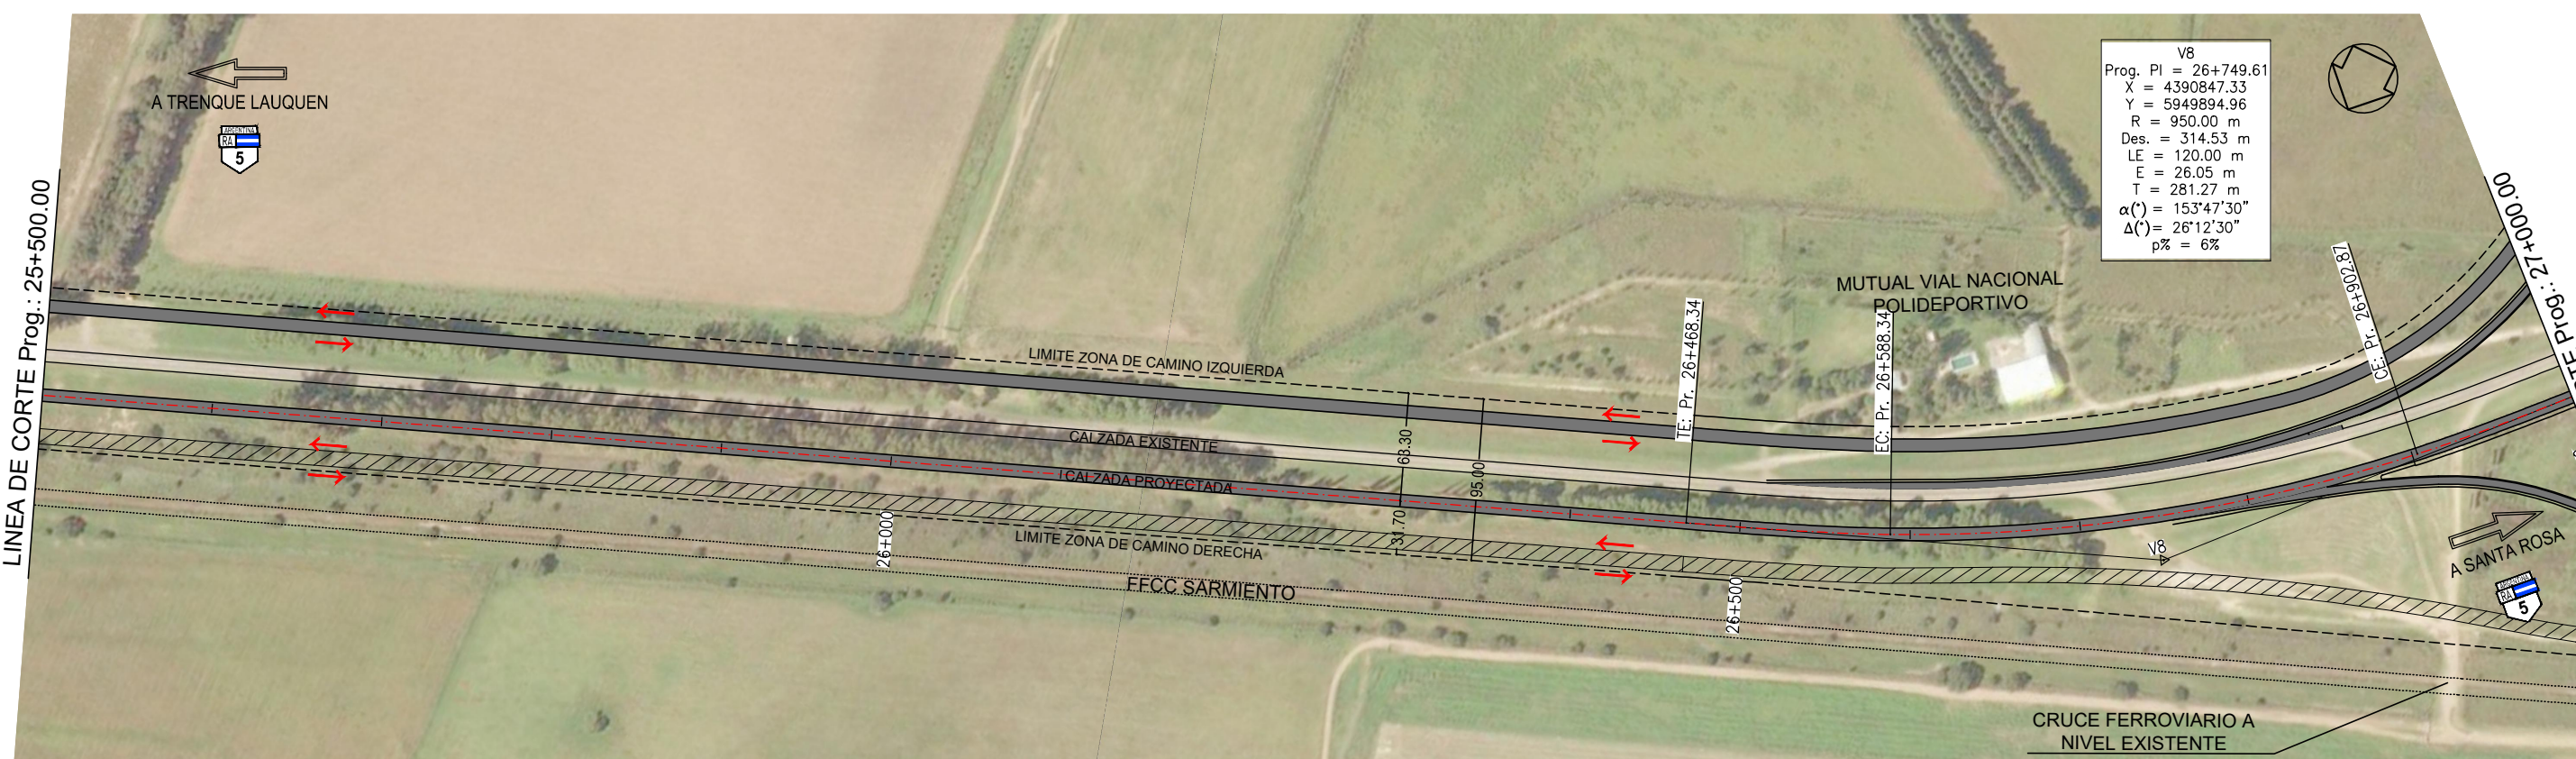 LINEA DE CORTE Prog.: 25+500.00
A TRENQUE LAUQUEN
ARGENTINA
RA
5
LIMITE ZONA DE CAMINO IZQUIERDA
CALZADA EXISTENTE
CALZADA PROYECTADA
LIMITE ZONA DE CAMINO DERECHA
FFCC SARMIENTO
26+000
63.30
31.70
95.00
26+500
TE: Pr. 26+468.34
EC: Pr. 26+588.34
MUTUAL VIAL NACIONAL
POLIDEPORTIVO
V8
Prog. PI = 26+749.61
X = 4390847.33
Y = 5949894.96
R = 950.00 m
Des. = 314.53 m
LE = 120.00 m
E = 26.05 m
T = 281.27 m
α(°) = 153°47'30"
Δ(°)= 26°12'30"
p% = 6%
CE: Pr. 26+902.87
TE Prog.: 27+000.00
V8
A SANTA ROSA
ARGENTINA
RA
5
CRUCE FERROVIARIO A
NIVEL EXISTENTE